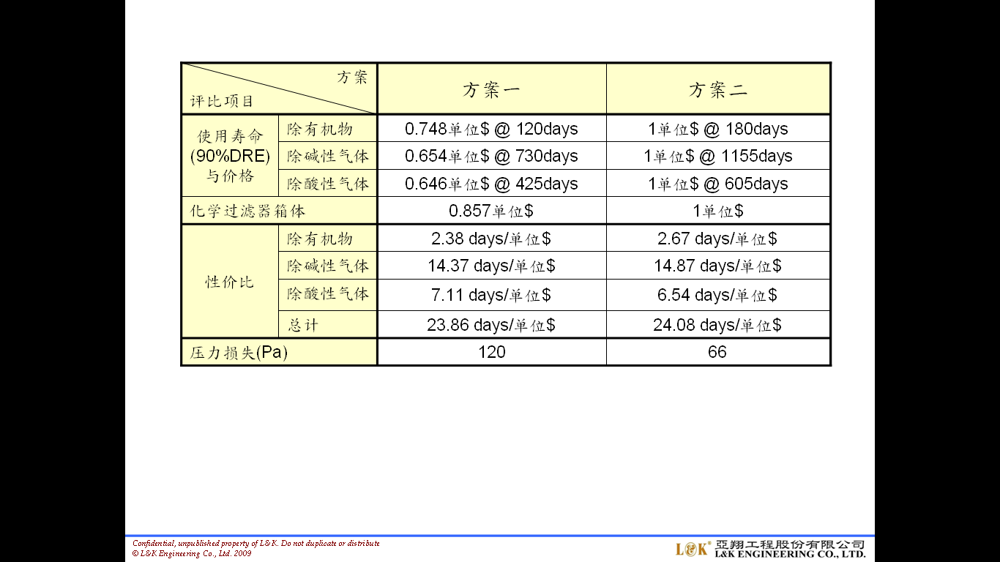 方案
评比项目
方案一
方案二
使用寿命
(90%DRE)
与价格
除有机物
0.748单位$ @ 120days
1单位$ @ 180days
除碱性气体
0.654单位$ @ 730days
1单位$ @ 1155days
除酸性气体
0.646单位$ @ 425days
1单位$ @ 605days
化学过滤器箱体
0.857单位$
1单位$
性价比
除有机物
2.38 days/单位$
2.67 days/单位$
除碱性气体
14.37 days/单位$
14.87 days/单位$
除酸性气体
7.11 days/单位$
6.54 days/单位$
总计
23.86 days/单位$
24.08 days/单位$
压力损失(Pa)
120
66
Confidential, unpublished property of L&K. Do not duplicate or distribute
© L&K Engineering Co., Ltd. 2009
L&K®
亞翔工程股份有限公司
L&K ENGINEERING CO., LTD.